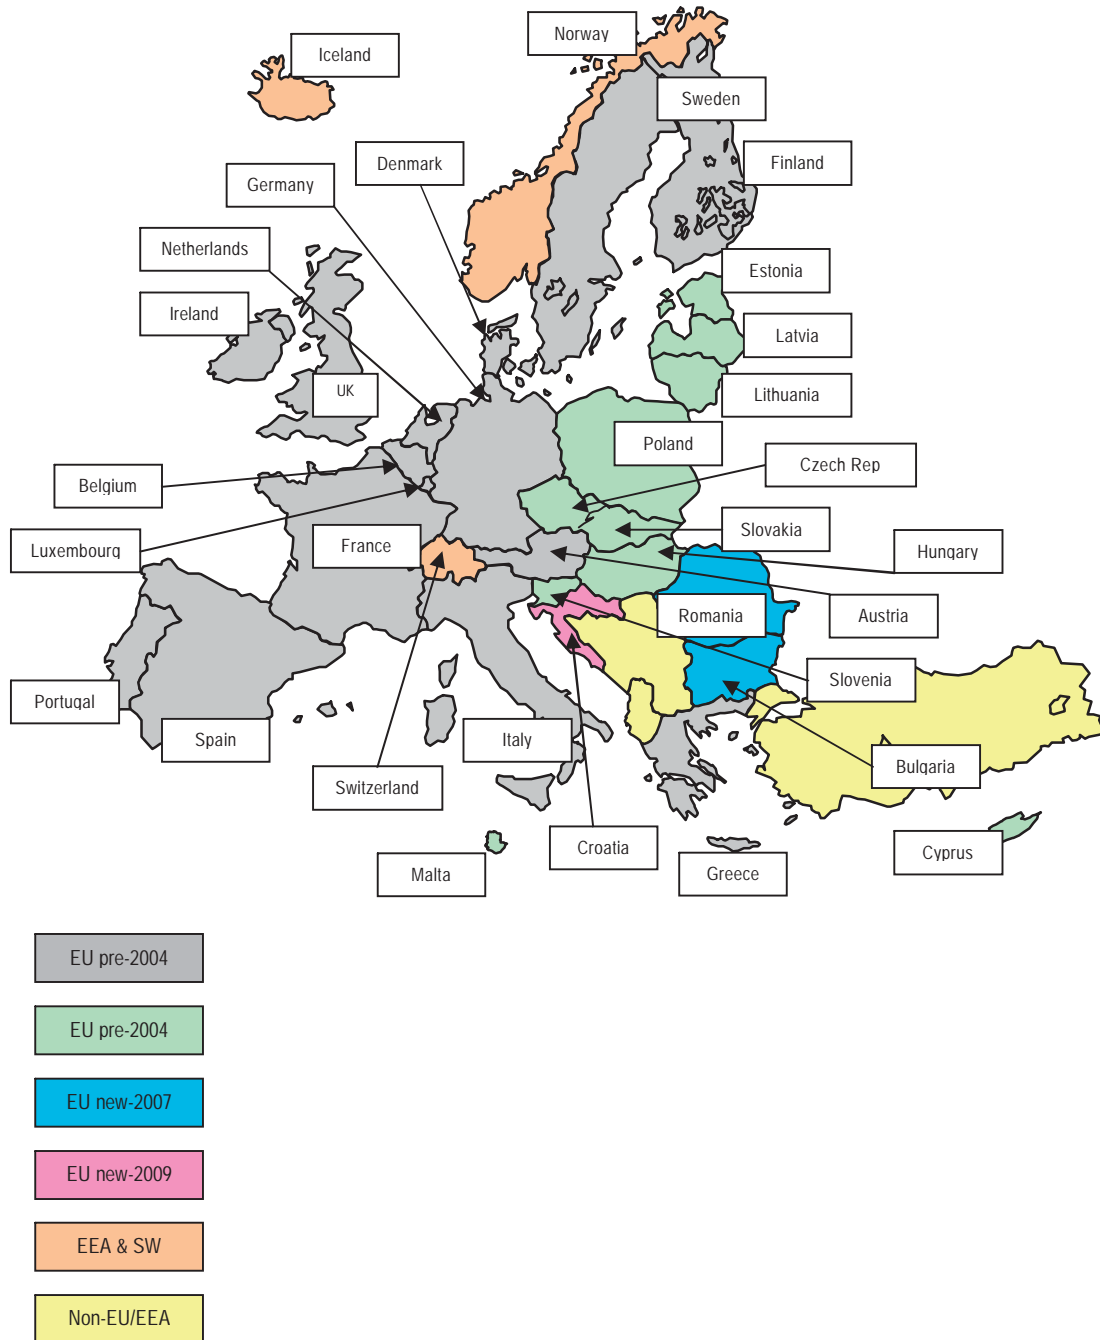 Norway
Iceland
Sweden
Denmark
Finland
Germany
Netherlands
Estonia
Ireland
Latvia
UK
Lithuania
Poland
Czech Rep
Belgium
Slovakia
Luxembourg
France
Hungary
Romania
Austria
Slovenia
Portugal
Spain
Italy
Bulgaria
Switzerland
Croatia
Cyprus
Malta
Greece
EU pre-2004
EU pre-2004
EU new-2007
EU new-2009
EEA & SW
Non-EU/EEA